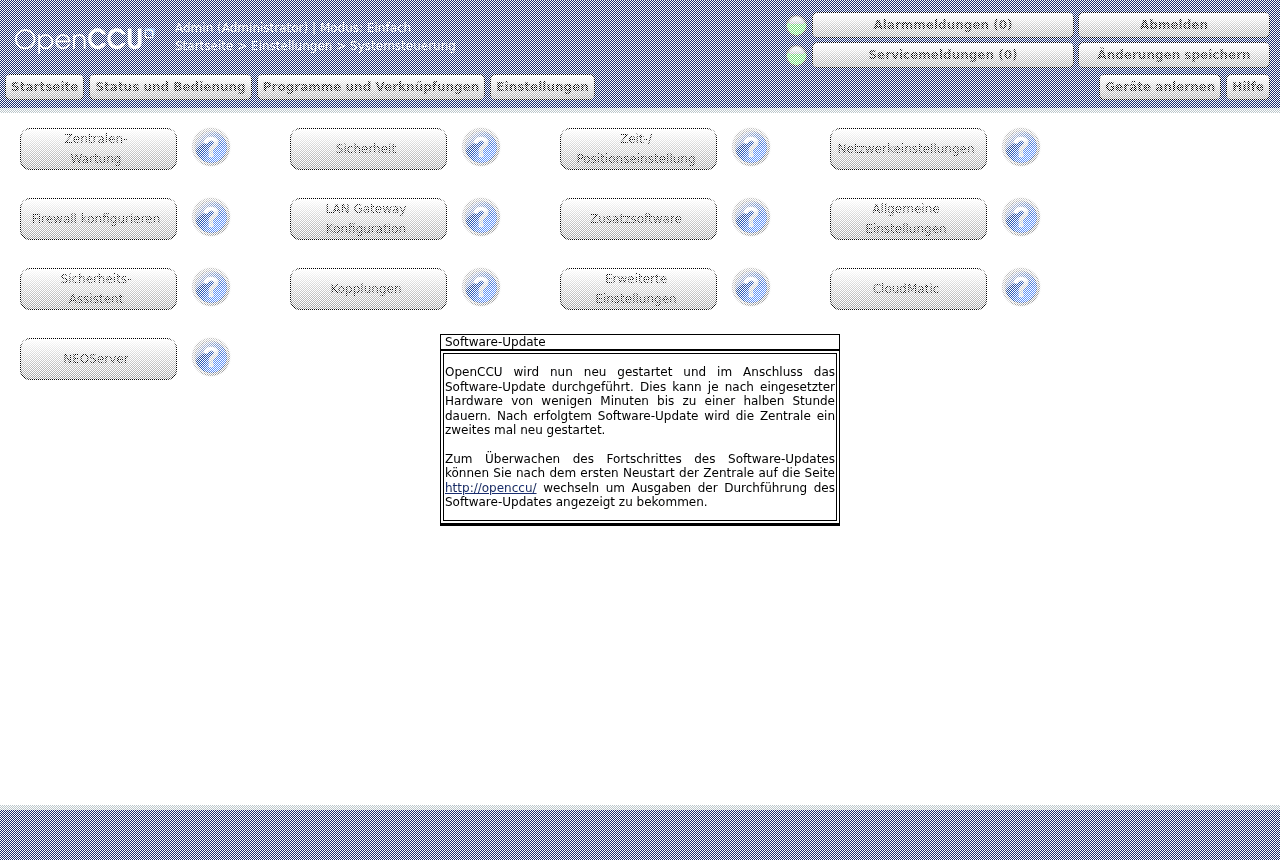 OpenCCU
Startseite > Einstellungen > Systemsteuerung
Alarmmeldungen (0)
Abmelden
Servicemeldungen (0)
Änderungen speichern
Startseite
Status und Bedienung
Programme und Verknüpfungen
Einstellungen
Geräte anlernen
Hilfe
Zentralen-
Wartung
Sicherheit
Zeit-/
Positionseinstellung
Netzwerkeinstellungen
Firewall konfigurieren
LAN Gateway
Konfiguration
Zusatzsoftware
Allgemeine
Einstellungen
Sicherheits-
Assistent
Kopplungen
Erweiterte
Einstellungen
CloudMatic
NEOServer
Software-Update
OpenCCU wird nun neu gestartet und im Anschluss das
Software-Update durchgeführt. Dies kann je nach eingesetzter
Hardware von wenigen Minuten bis zu einer halben Stunde
dauern. Nach erfolgtem Software-Update wird die Zentrale ein
zweites mal neu gestartet.
Zum Überwachen des Fortschrittes des Software-Updates
können Sie nach dem ersten Neustart der Zentrale auf die Seite
http://openccu/ wechseln um Ausgaben der Durchführung des
Software-Updates angezeigt zu bekommen.